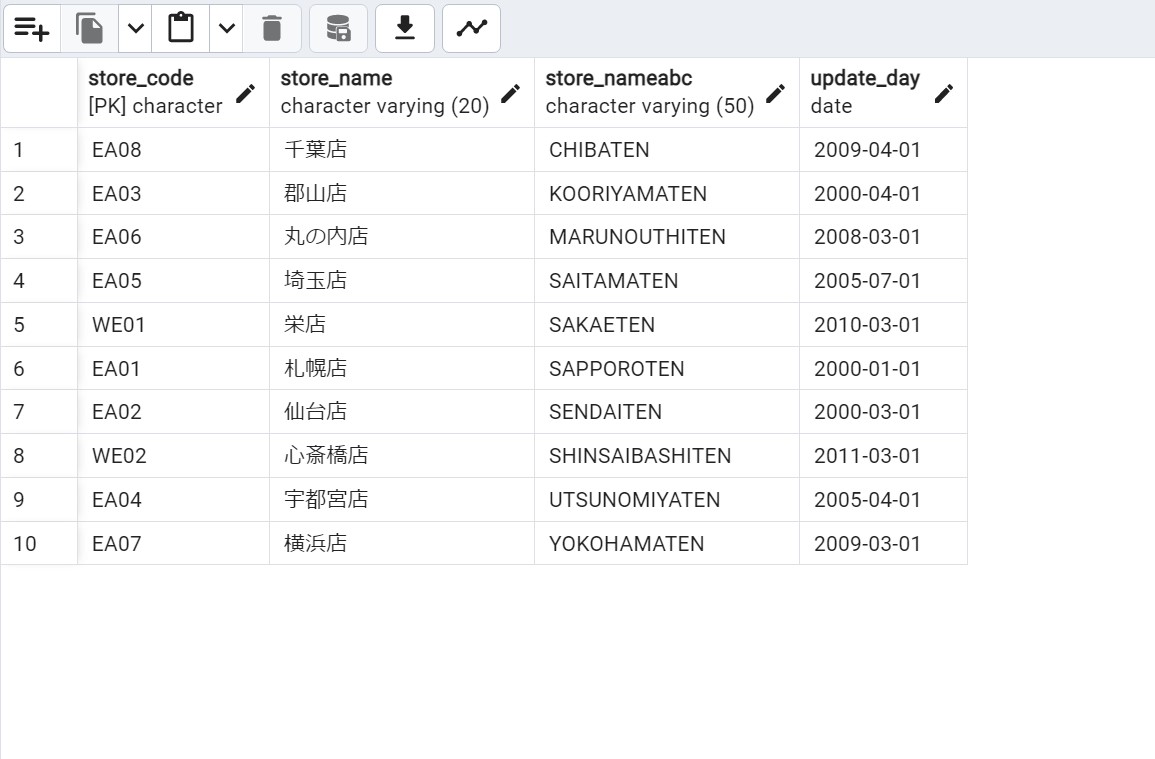 store_code store_name store_nameabc update_day
[PK] character character varying (20) character varying (50) date
1 EA08 千葉店 CHIBATEN 2009-04-01
2 EA03 郡山店 KOORIYAMATEN 2000-04-01
3 EA06 丸の内店 MARUNOUTHITEN 2008-03-01
4 EA05 埼玉店 SAITAMATEN 2005-07-01
5 WE01 栄店 SAKAETEN 2010-03-01
6 EA01 札幌店 SAPPOROTEN 2000-01-01
7 EA02 仙台店 SENDAITEN 2000-03-01
8 WE02 心斎橋店 SHINSAIBASHITEN 2011-03-01
9 EA04 宇都宮店 UTSUNOMIYATEN 2005-04-01
10 EA07 横浜店 YOKOHAMATEN 2009-03-01